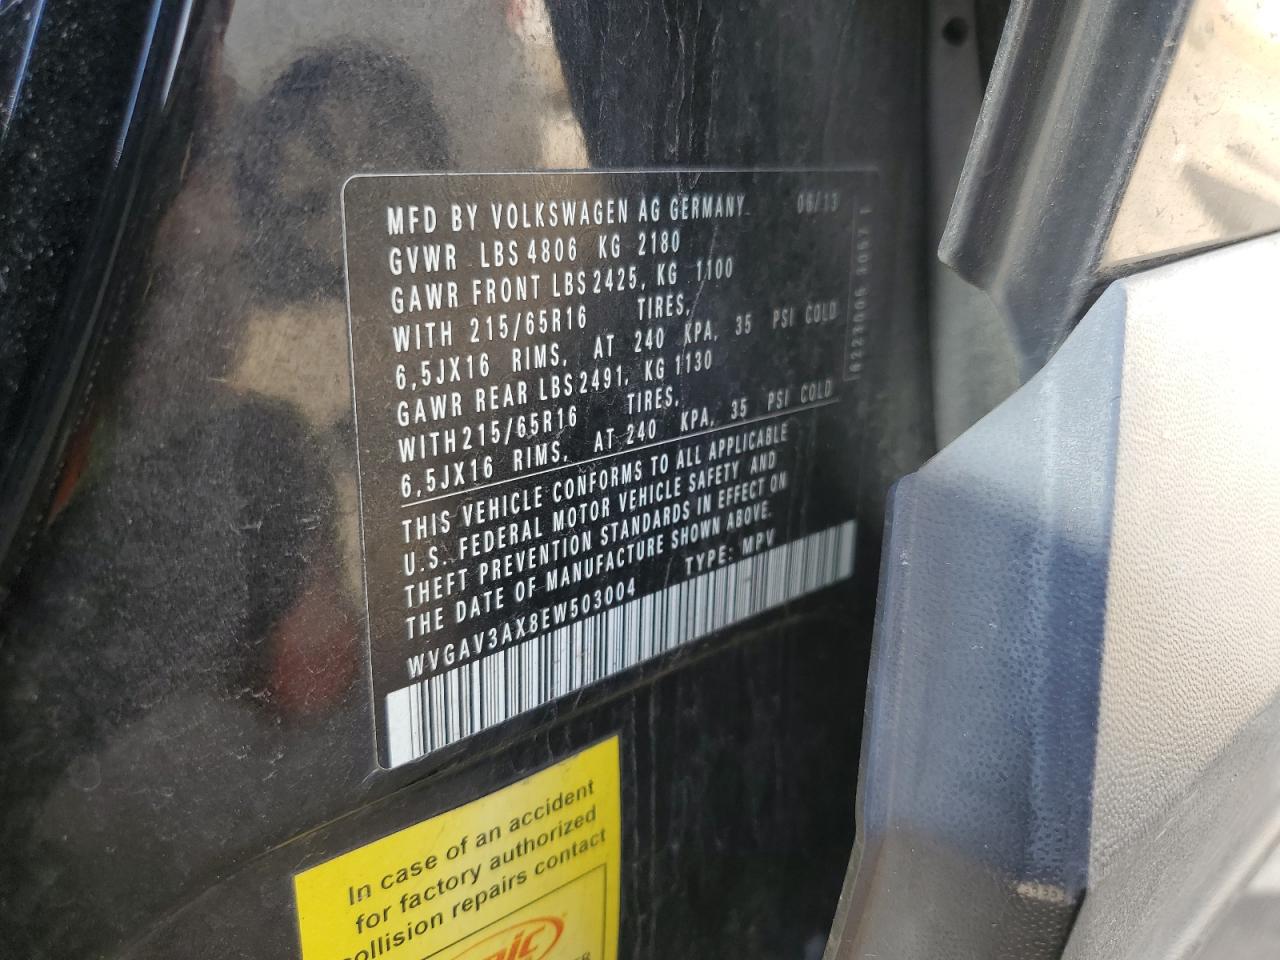 MFD BY VOLKSWAGEN AG GERMANY 06/13
GVWR LBS 4806 KG 2180
GAWR FRONT LBS 2425, KG 1100
WITH 215/65R16 TIRES,
6,5JX16 RIMS, AT 240 KPA, 35 PSI COLD
GAWR REAR LBS 2491, KG 1130
WITH 215/65R16 TIRES,
6,5JX16 RIMS, AT 240 KPA, 35 PSI COLD
THIS VEHICLE CONFORMS TO ALL APPLICABLE
U.S. FEDERAL MOTOR VEHICLE SAFETY AND
THEFT PREVENTION STANDARDS IN EFFECT ON
THE DATE OF MANUFACTURE SHOWN ABOVE.
WVGAV3AX8EW503004 TYPE: MPV
In case of an accident
for factory authorized
collision repairs contact